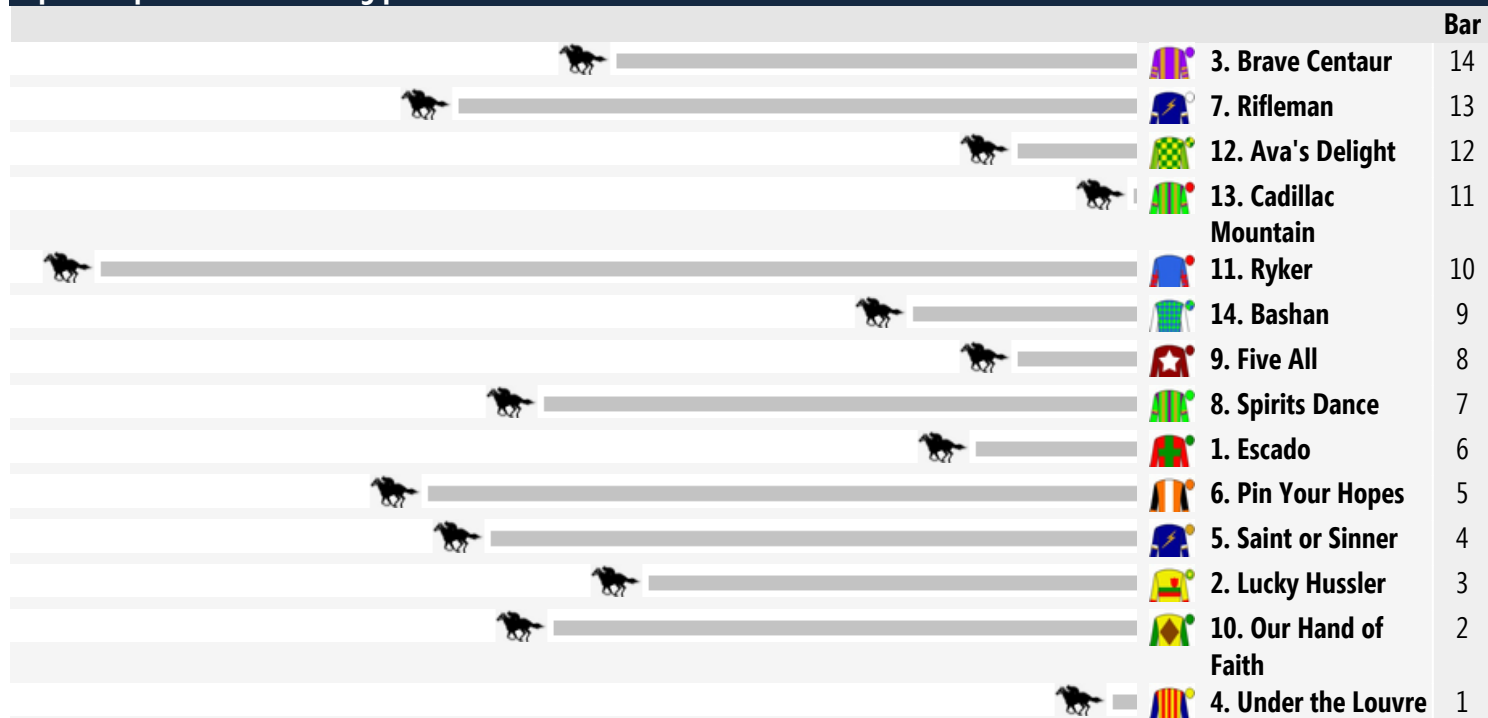 Bar
3. Brave Centaur 14
7. Rifleman 13
12. Ava's Delight 12
13. Cadillac 11
Mountain
11. Ryker 10
14. Bashan 9
9. Five All 8
8. Spirits Dance 7
1. Escado 6
6. Pin Your Hopes 5
5. Saint or Sinner 4
2. Lucky Hussler 3
10. Our Hand of 2
Faith
4. Under the Louvre 1